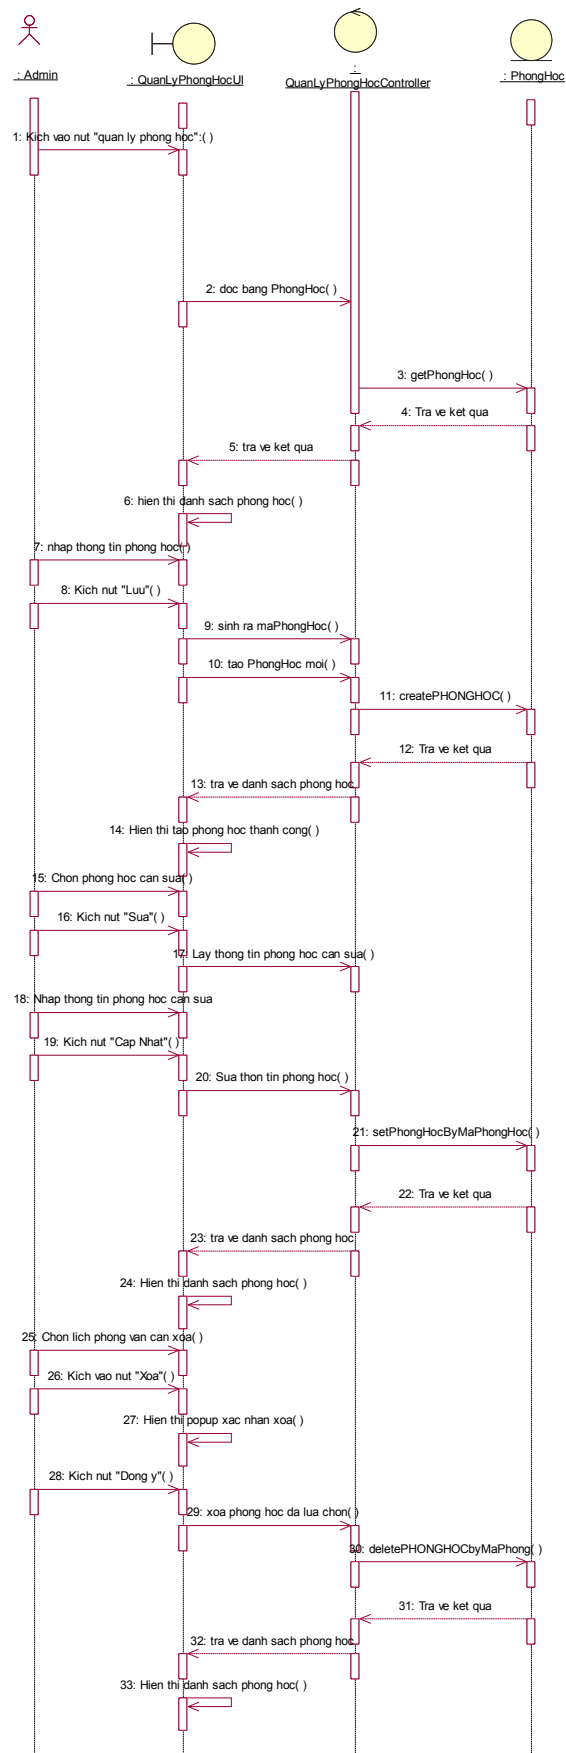 : Admin
: QuanLyPhongHocUI
:
QuanLyPhongHocController
: PhongHoc
1: Kich vao nut "quan ly phong hoc":( )
2: doc bang PhongHoc( )
3: getPhongHoc( )
4: Tra ve ket qua
5: tra ve ket qua
6: hien thi danh sach phong hoc( )
7: nhap thong tin phong hoc( )
8: Kich nut "Luu"( )
9: sinh ra maPhongHoc( )
10: tao PhongHoc moi( )
11: createPHONGHOC( )
12: Tra ve ket qua
13: tra ve danh sach phong hoc
14: Hien thi tao phong hoc thanh cong( )
15: Chon phong hoc can sua( )
16: Kich nut "Sua"( )
17: Lay thong tin phong hoc can sua( )
18: Nhap thong tin phong hoc can sua
19: Kich nut "Cap Nhat"( )
20: Sua thon tin phong hoc( )
21: setPhongHocByMaPhongHoc( )
22: Tra ve ket qua
23: tra ve danh sach phong hoc
24: Hien thi danh sach phong hoc( )
25: Chon lich phong van can xoa( )
26: Kich vao nut "Xoa"( )
27: Hien thi popup xac nhan xoa( )
28: Kich nut "Dong y"( )
29: xoa phong hoc da lua chon( )
30: deletePHONGHOCbyMaPhong( )
31: Tra ve ket qua
32: tra ve danh sach phong hoc
33: Hien thi danh sach phong hoc( )